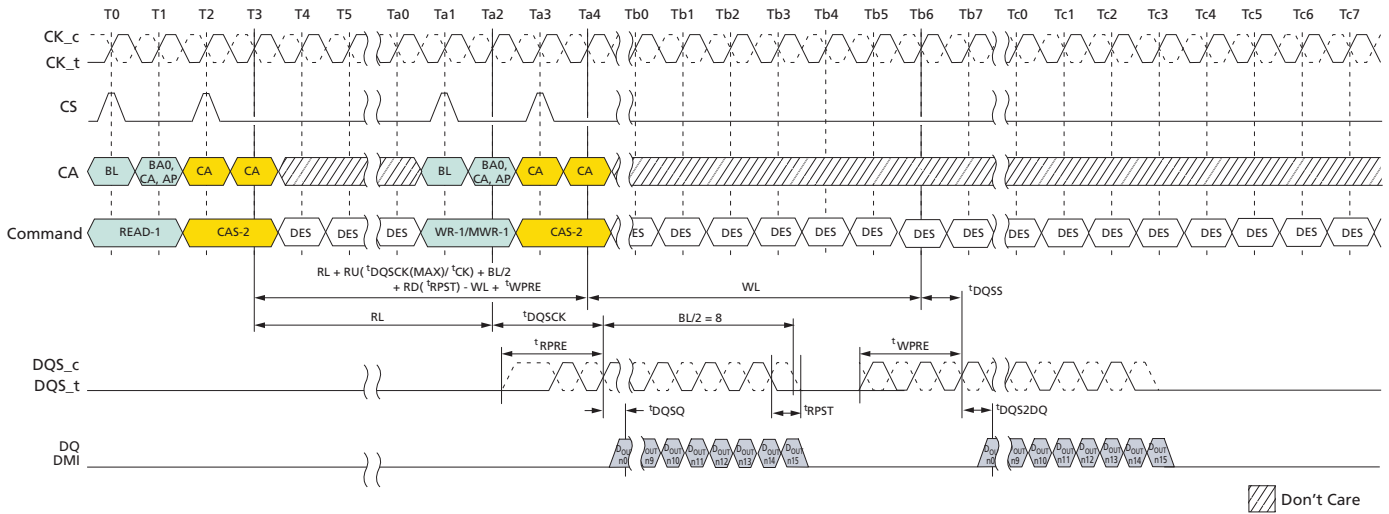 T0 T1 T2 T3 T4 T5 Ta0 Ta1 Ta2 Ta3 Ta4 Tb0 Tb1 Tb2 Tb3 Tb4 Tb5 Tb6 Tb7 Tc0 Tc1 Tc2 Tc3 Tc4 Tc5 Tc6 Tc7
CK_c
CK_t
CS
CA BL BA0, CA, AP CA CA BL BA0, CA, AP CA CA
Command READ-1 CAS-2 DES DES DES WR-1/MWR-1 CAS-2 DES DES DES DES DES DES DES DES DES DES DES DES DES DES DES DES
RL + RU( tDQSCK(MAX)/ tCK) + BL/2
+ RD( tRPST) - WL + tWPRE
WL
tDQSS
RL
tDQSCK
BL/2 = 8
tRPRE
tWPRE
DQS_c
DQS_t
tDQSQ
tRPST
tDQS2DQ
DQ
DMI
DOUT n0 DOUT n9 DOUT n10 DOUT n11 DOUT n12 DOUT n13 DOUT n14 DOUT n15
DOUT n0 DOUT n9 DOUT n10 DOUT n11 DOUT n12 DOUT n13 DOUT n14 DOUT n15
Don't Care